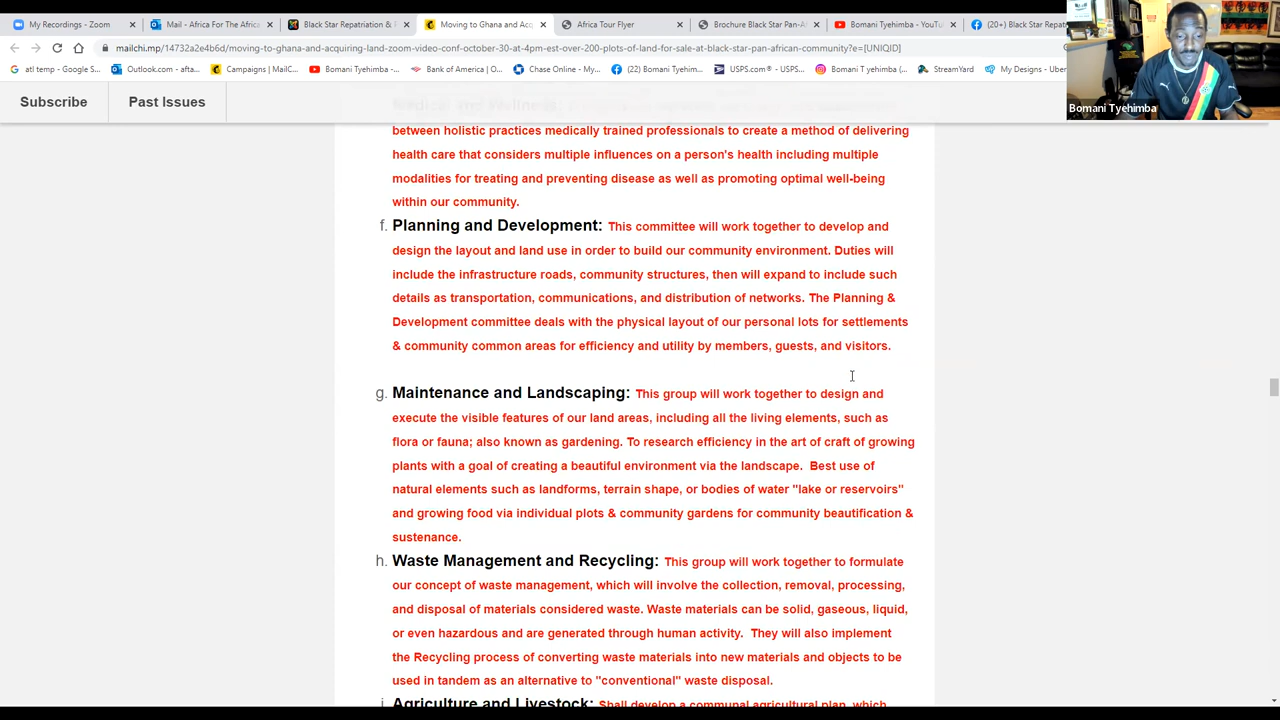 My Recordings - Zoom
Mail - Africa For The Africa
Black Star Repatriation & F
Moving to Ghana and Acq
Africa Tour Flyer
Brochure Black Star Pan-A
Bomani Tyehimba - YouTu
(20+) Black Star Repat
mailchi.mp/14732a2e4b6d/moving-to-ghana-and-acquiring-land-zoom-video-conf-october-30-at-4pm-est-over-200-plots-of-land-for-sale-at-black-star-pan-african-community?e=[UNIQID]
atl temp - Google S...
Outlook.com - afta...
Campaigns | MailC...
Bomani Tyehimba -...
Bank of America | O...
Chase Online - My...
(22) Bomani Tyehim...
USPS.com® - USPS...
Bomani T yehimba (...
StreamYard
My Designs - Uber
Bomani Tyehimba
Subscribe
Past Issues
Medical and Wellness:
between holistic practices medically trained professionals to create a method of delivering
health care that considers multiple influences on a person's health including multiple
modalities for treating and preventing disease as well as promoting optimal well-being
within our community.
f. Planning and Development: This committee will work together to develop and
design the layout and land use in order to build our community environment. Duties will
include the infrastructure roads, community structures, then will expand to include such
details as transportation, communications, and distribution of networks. The Planning &
Development committee deals with the physical layout of our personal lots for settlements
& community common areas for efficiency and utility by members, guests, and visitors.
g. Maintenance and Landscaping: This group will work together to design and
execute the visible features of our land areas, including all the living elements, such as
flora or fauna; also known as gardening. To research efficiency in the art of craft of growing
plants with a goal of creating a beautiful environment via the landscape. Best use of
natural elements such as landforms, terrain shape, or bodies of water "lake or reservoirs"
and growing food via individual plots & community gardens for community beautification &
sustenance.
h. Waste Management and Recycling: This group will work together to formulate
our concept of waste management, which will involve the collection, removal, processing,
and disposal of materials considered waste. Waste materials can be solid, gaseous, liquid,
or even hazardous and are generated through human activity. They will also implement
the Recycling process of converting waste materials into new materials and objects to be
used in tandem as an alternative to "conventional" waste disposal.
i. Agriculture and Livestock: Shall develop a communal agricultural plan, which